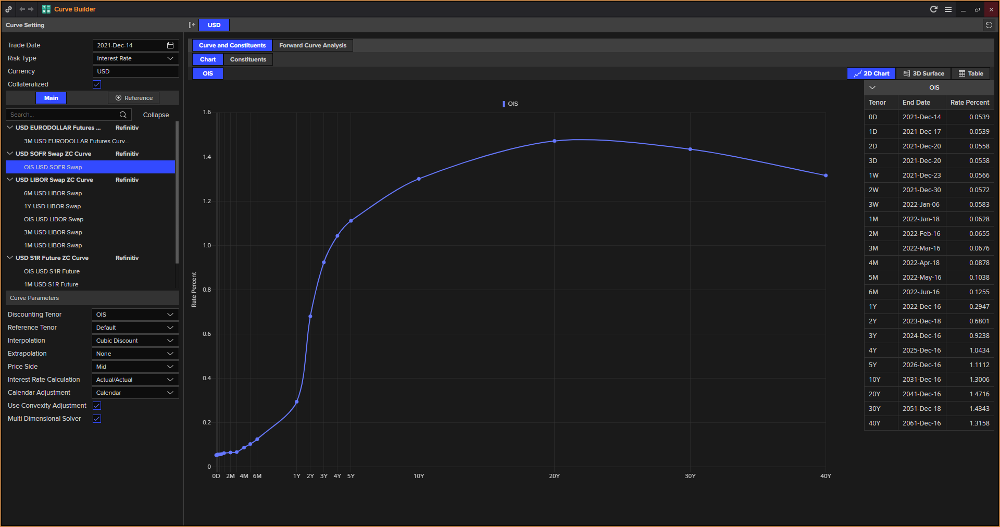 Curve Builder
Curve Setting
USD
Trade Date 2021-Dec-14
Risk Type Interest Rate
Currency USD
Collateralized
Main Reference
Search... Collapse
USD EURODOLLAR Futures ... Refinitiv
3M USD EURODOLLAR Futures Curv...
USD SOFR Swap ZC Curve Refinitiv
OIS USD SOFR Swap
USD LIBOR Swap ZC Curve Refinitiv
6M USD LIBOR Swap
1Y USD LIBOR Swap
OIS USD LIBOR Swap
3M USD LIBOR Swap
1M USD LIBOR Swap
USD S1R Future ZC Curve Refinitiv
OIS USD S1R Future
1M USD S1R Future
Curve Parameters
Discounting Tenor OIS
Reference Tenor Default
Interpolation Cubic Discount
Extrapolation None
Price Side Mid
Interest Rate Calculation Actual/Actual
Calendar Adjustment Calendar
Use Convexity Adjustment
Multi Dimensional Solver
Curve and Constituents Forward Curve Analysis
Chart Constituents
OIS
2D Chart 3D Surface Table
OIS
Rate Percent
1.6
1.4
1.2
1.0
0.8
0.6
0.4
0.2
0
0D 2M 4M 6M 1Y 2Y 3Y 4Y 5Y 10Y 20Y 30Y 40Y
OIS
Tenor End Date Rate Percent
0D 2021-Dec-14 0.0539
1D 2021-Dec-17 0.0539
2D 2021-Dec-20 0.0558
3D 2021-Dec-20 0.0558
1W 2021-Dec-23 0.0566
2W 2021-Dec-30 0.0572
3W 2022-Jan-06 0.0583
1M 2022-Jan-18 0.0628
2M 2022-Feb-16 0.0655
3M 2022-Mar-16 0.0676
4M 2022-Apr-18 0.0878
5M 2022-May-16 0.1038
6M 2022-Jun-16 0.1255
1Y 2022-Dec-16 0.2947
2Y 2023-Dec-18 0.6801
3Y 2024-Dec-16 0.9238
4Y 2025-Dec-16 1.0434
5Y 2026-Dec-16 1.1112
10Y 2031-Dec-16 1.3006
20Y 2041-Dec-16 1.4716
30Y 2051-Dec-18 1.4343
40Y 2061-Dec-16 1.3158